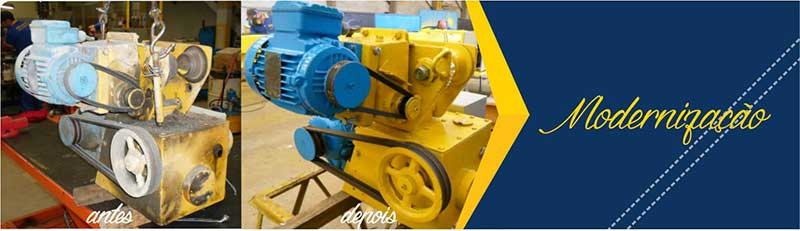 antes
depois
Modernização